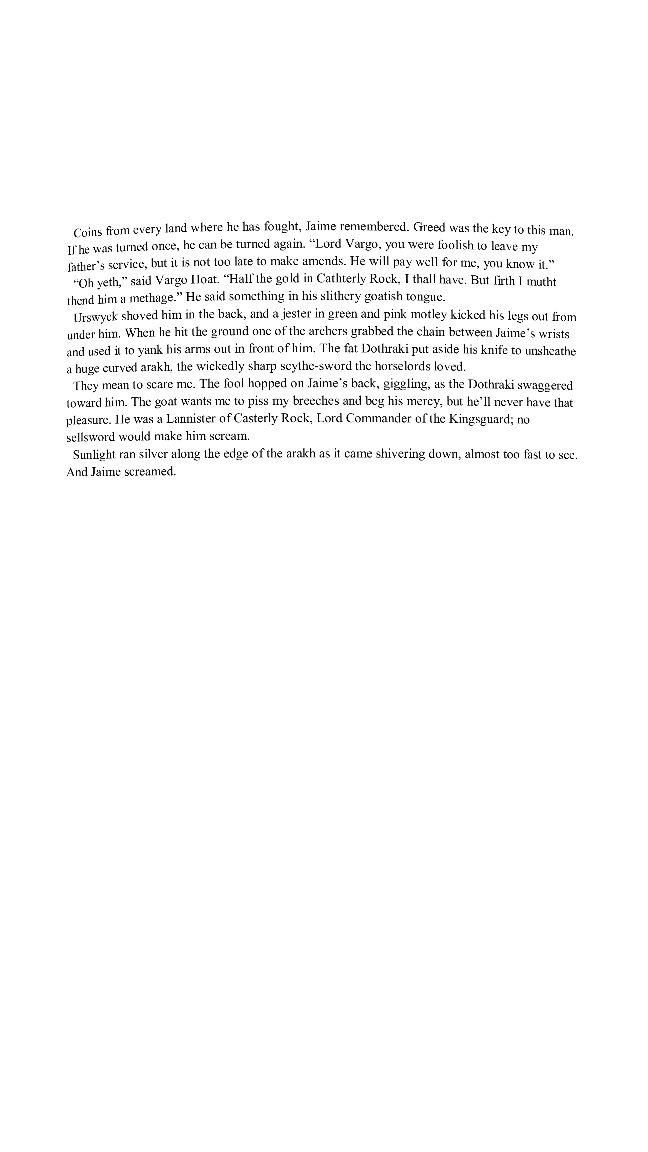 Coins from every land where he has fought, Jaime remembered. Greed was the key to this man.
If he was turned once, he can be turned again. “Lord Vargo, you were foolish to leave my
father’s service, but it is not too late to make amends. He will pay well for me, you know it.”
“Oh yeth,” said Vargo Hoat. “Half the gold in Cathterly Rock, I thall have. But firth I mutht
thend him a methage.” He said something in his slithery goatish tongue.
Urswyck shoved him in the back, and a jester in green and pink motley kicked his legs out from
under him. When he hit the ground one of the archers grabbed the chain between Jaime’s wrists
and used it to yank his arms out in front of him. The fat Dothraki put aside his knife to unsheathe
a huge curved arakh, the wickedly sharp scythe-sword the horselords loved.
They mean to scare me. The fool hopped on Jaime’s back, giggling, as the Dothraki swaggered
toward him. The goat wants me to piss my breeches and beg his mercy, but he’ll never have that
pleasure. He was a Lannister of Casterly Rock, Lord Commander of the Kingsguard; no
sellsword would make him scream.
Sunlight ran silver along the edge of the arakh as it came shivering down, almost too fast to see.
And Jaime screamed.